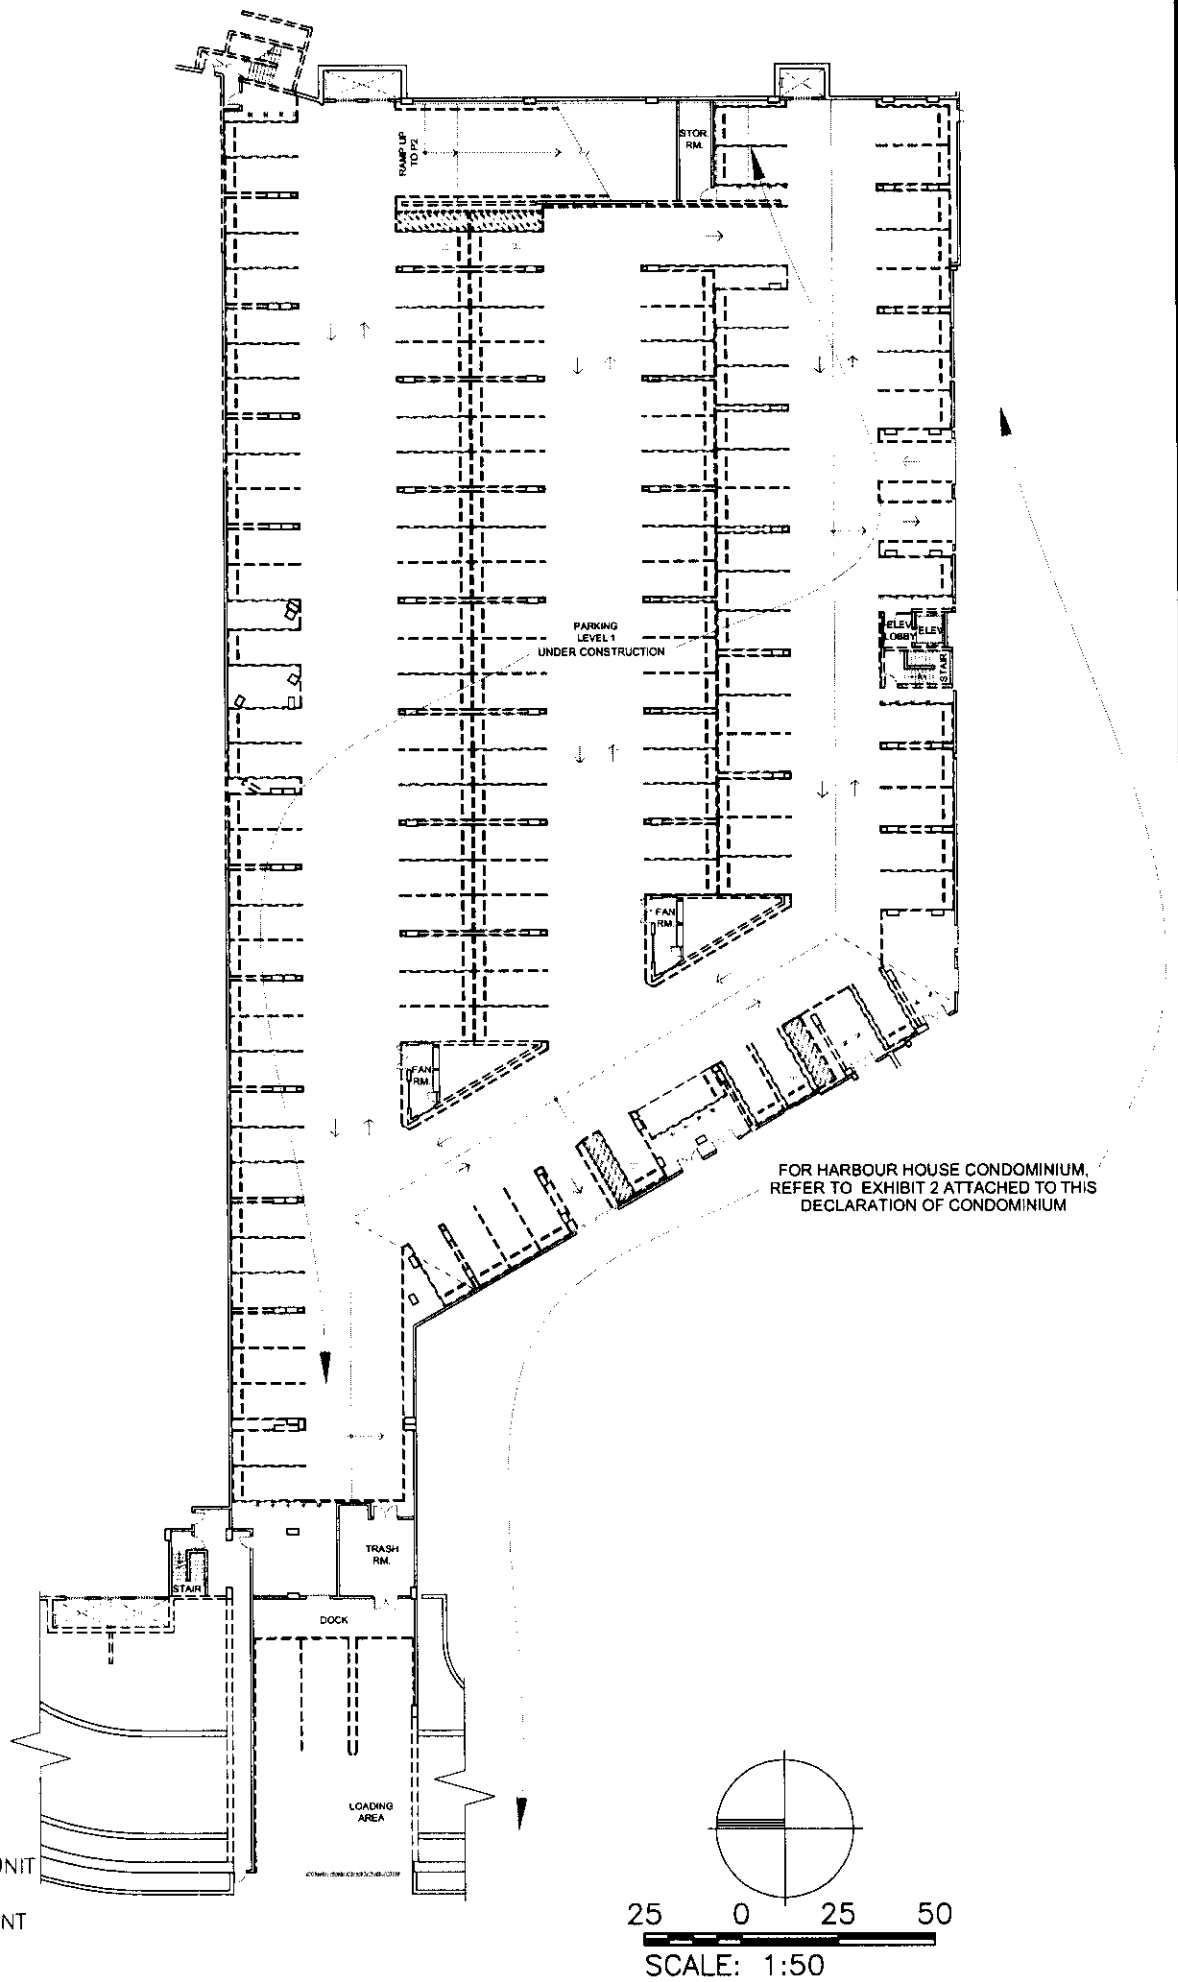 RAMP UP
TO P2
STOR.
RM.
PARKING
LEVEL 1
UNDER CONSTRUCTION
ELEV
LOBBY
ELEV
STAIR
FAN
RM.
FAN
RM.
FOR HARBOUR HOUSE CONDOMINIUM,
REFER TO EXHIBIT 2 ATTACHED TO THIS
DECLARATION OF CONDOMINIUM
TRASH
RM.
STAIR
DOCK
LOADING
AREA
UNIT
NT
25 0 25 50
SCALE: 1:50